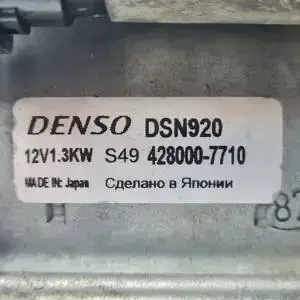 DENSO DSN920
12V1.3KW S49 428000-7710
MADE IN: Japan Сделано в Японии